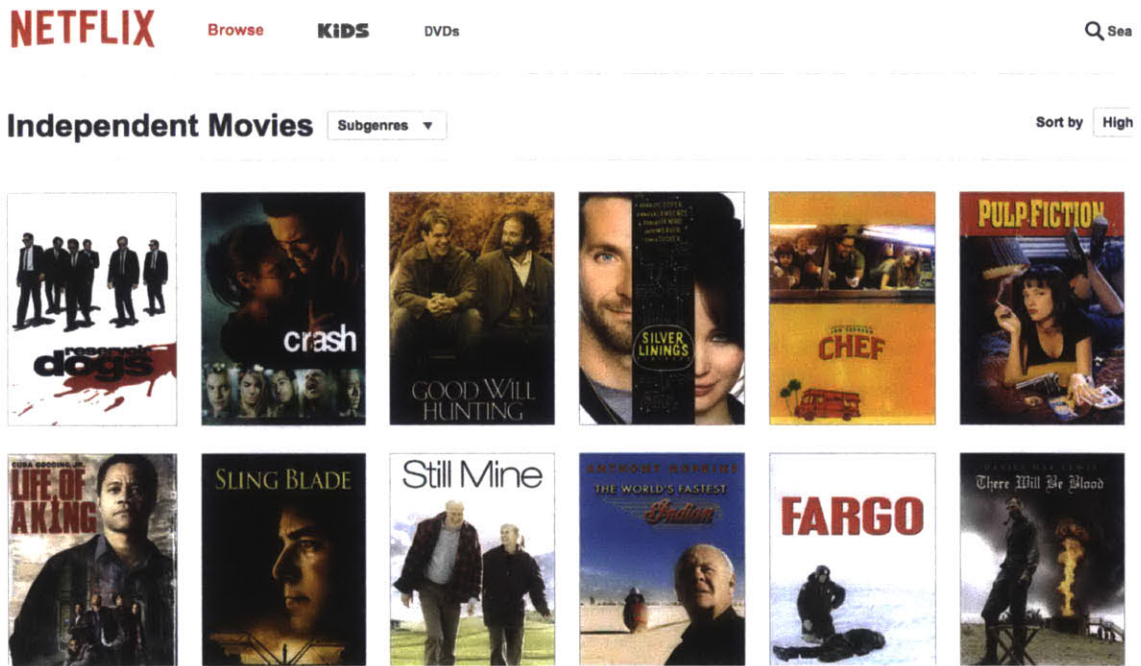 NETFLIX
Browse
KiDS
DVDs
Sea
Independent Movies
Subgenres
Sort by
High
reservoir
dogs
crash
GOOD WILL
HUNTING
SILVER
LININGS
CHEF
PULP FICTION
CUBA GOODING, JR.
LIFE OF
A KING
SLING BLADE
Still Mine
ANTHONY HOPKINS
THE WORLD'S FASTEST
Indian
FARGO
DANIEL DAY-LEWIS
There Will Be Blood